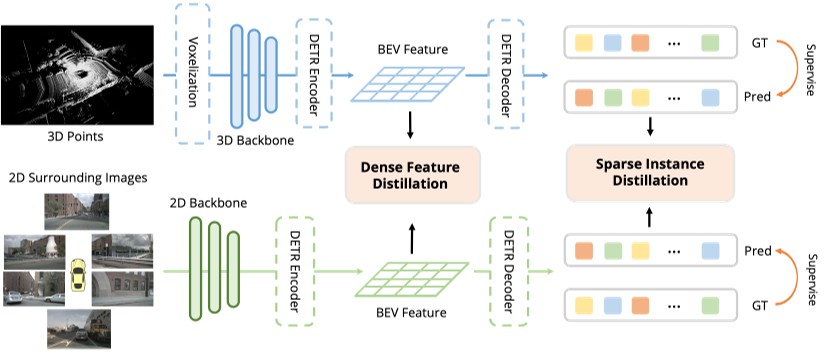 3D Points
Voxelization
3D Backbone
DETR Encoder
BEV Feature
DETR Decoder
...
GT
Pred
Supervise
Dense Feature
Distillation
Sparse Instance
Distillation
2D Surrounding Images
2D Backbone
DETR Encoder
BEV Feature
DETR Decoder
...
Pred
...
GT
Supervise